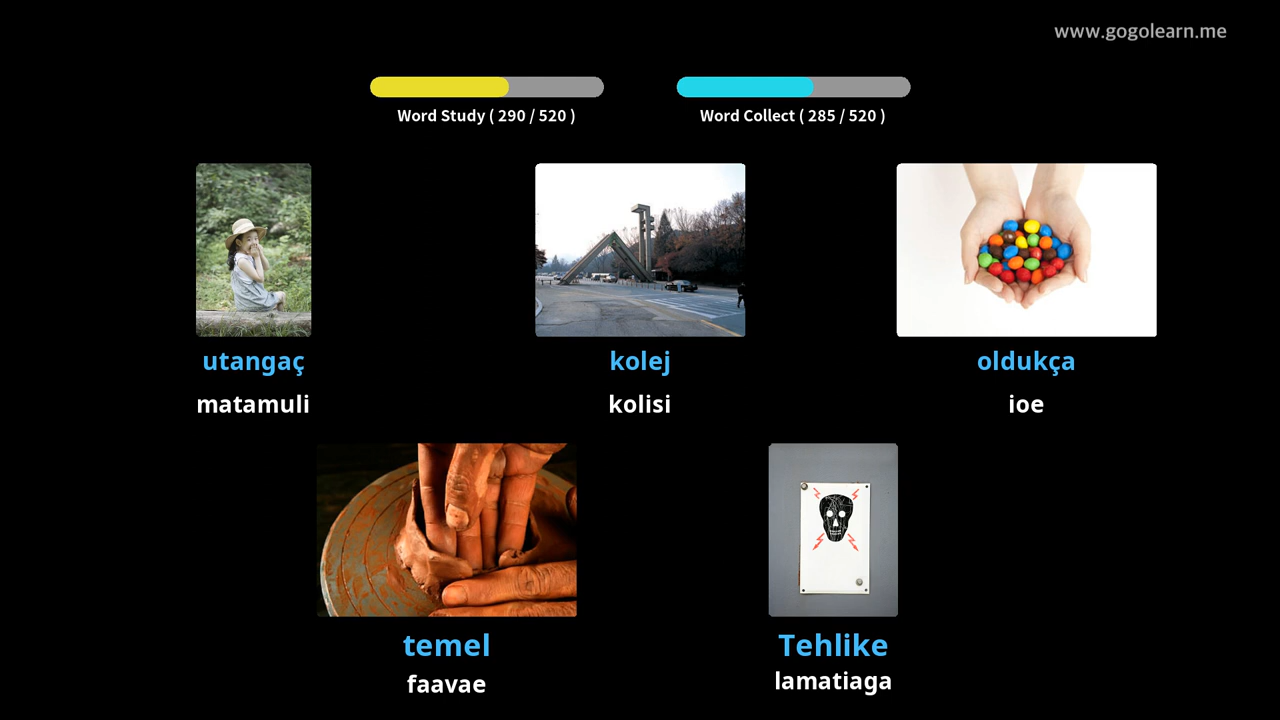 www.gogolearn.me
Word Study ( 290 / 520 )
Word Collect ( 285 / 520 )
utangaç
kolej
oldukça
matamuli
kolisi
ioe
temel
Tehlike
faavae
lamatiaga